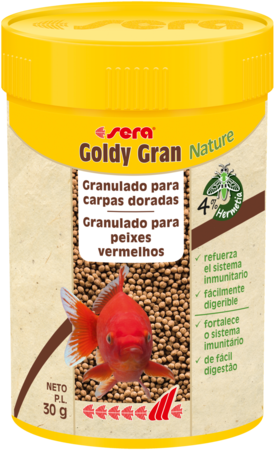 sera
Goldy Gran Nature
Granulado para
carpas doradas
Granulado para
peixes
vermelhos
4% Hermetia
✓ refuerza
el sistema
inmunitario
✓ fácilmente
digerible
✓ fortalece
o sistema
imunitário
✓ de fácil
digestão
NETO
P.L.
30 g